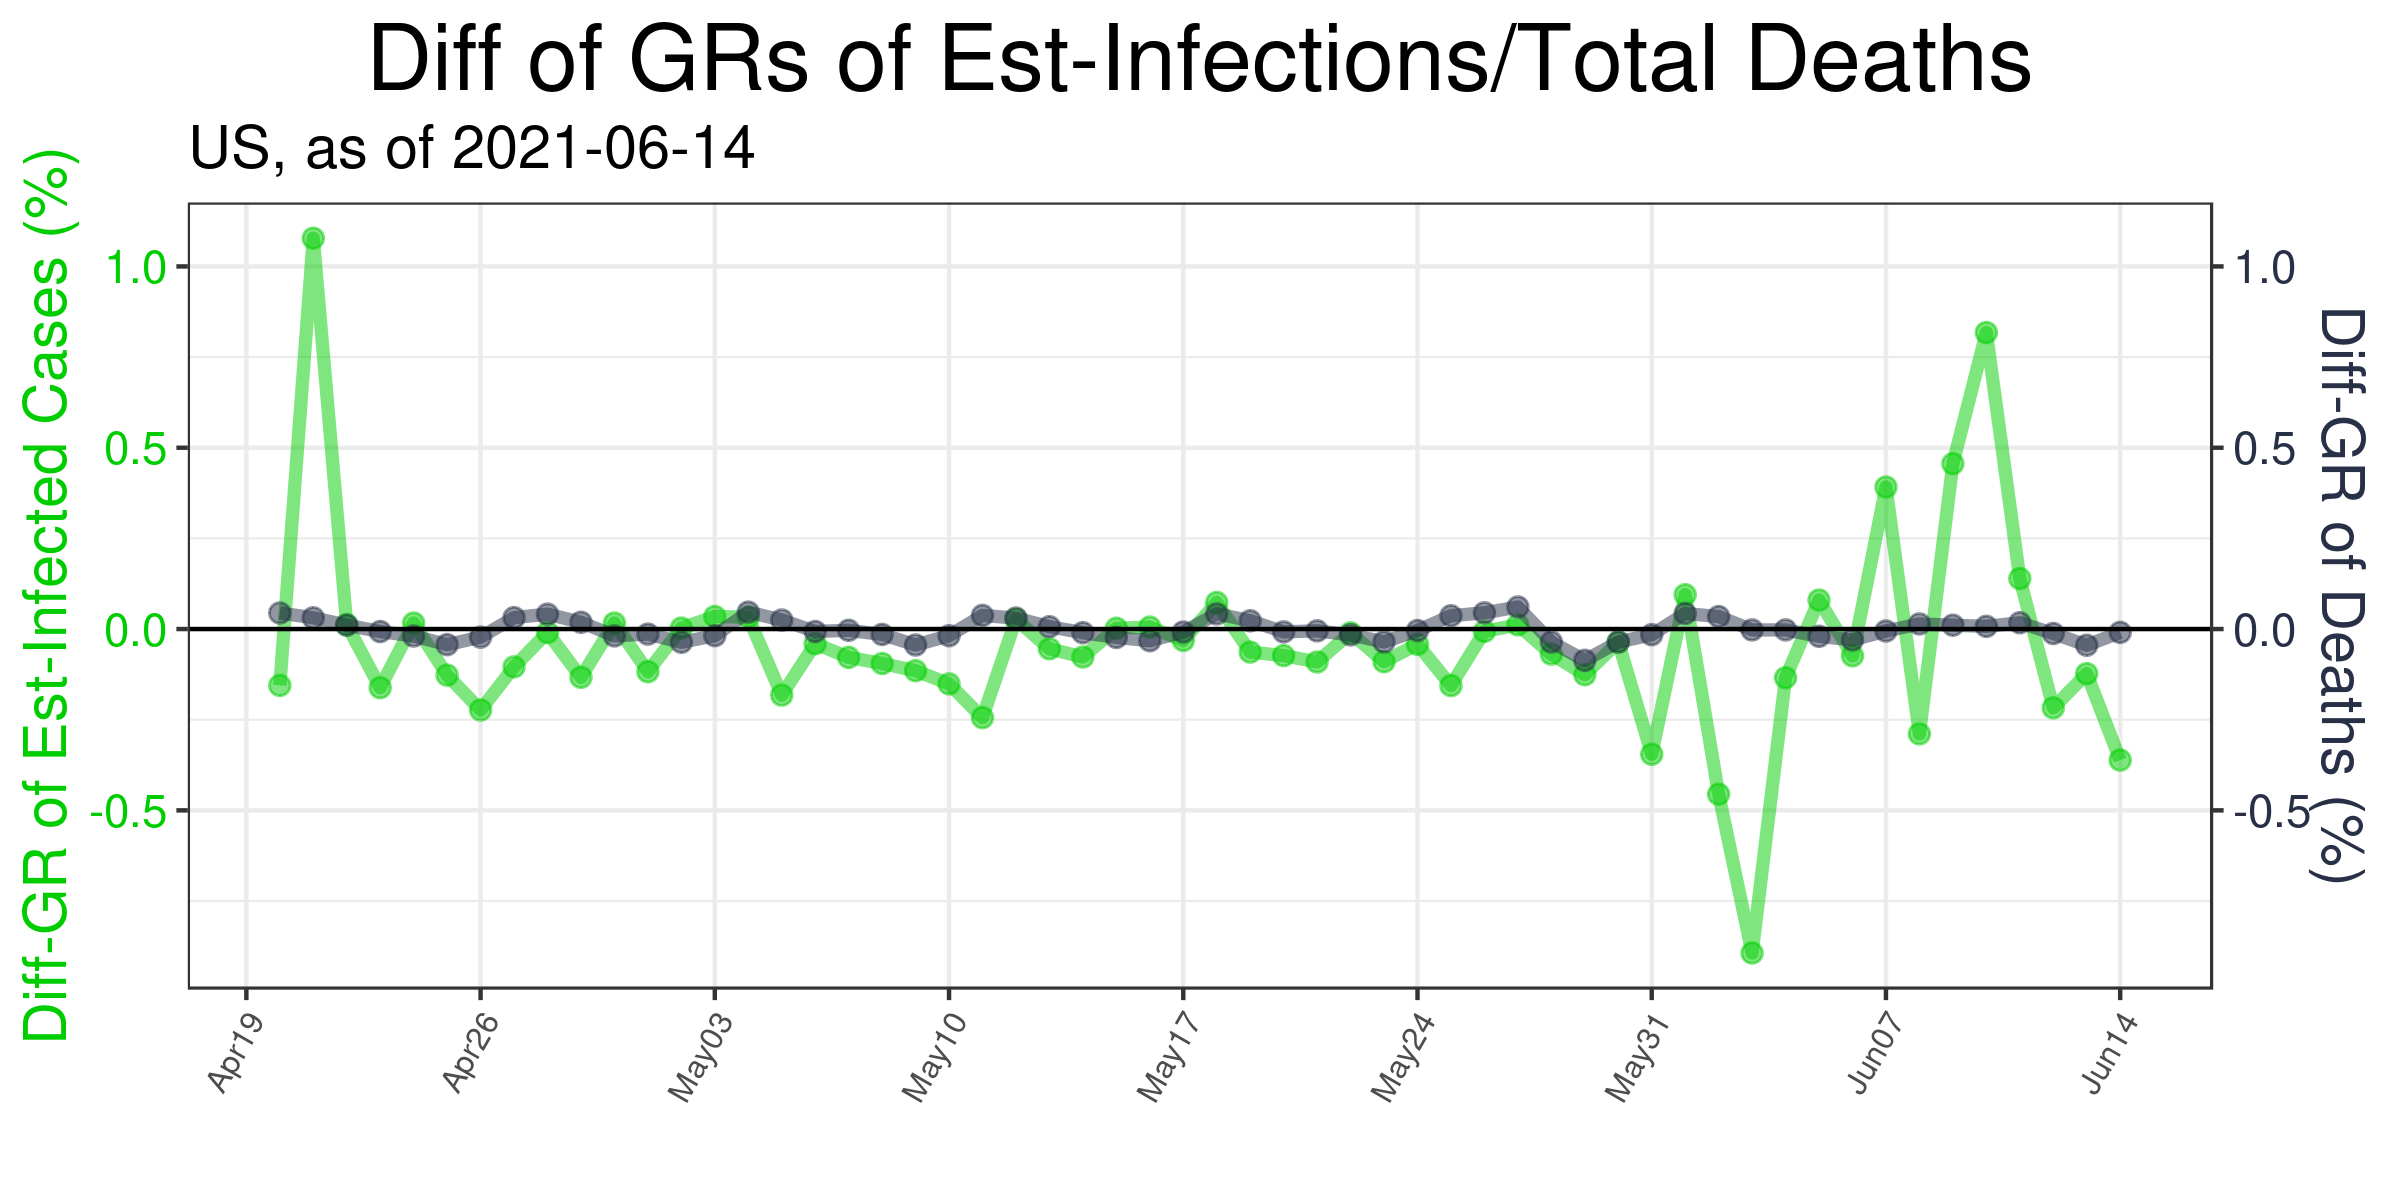 Diff of GRs of Est-Infections/Total Deaths
US, as of 2021-06-14
Diff-GR of Est-Infected Cases (%)
1.0
0.5
0.0
-0.5
1.0
0.5
0.0
-0.5
Diff-GR of Deaths (%)
Apr19
Apr26
May03
May10
May17
May24
May31
Jun07
Jun14